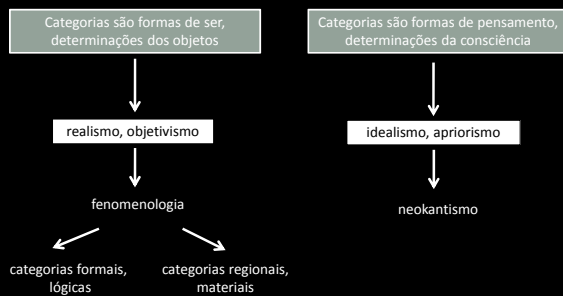 Categorias são formas de ser,
determinações dos objetos
Categorias são formas de pensamento,
determinações da consciência
realismo, objetivismo
idealismo, apriorismo
fenomenologia
neokantismo
categorias formais,
lógicas
categorias regionais,
materiais